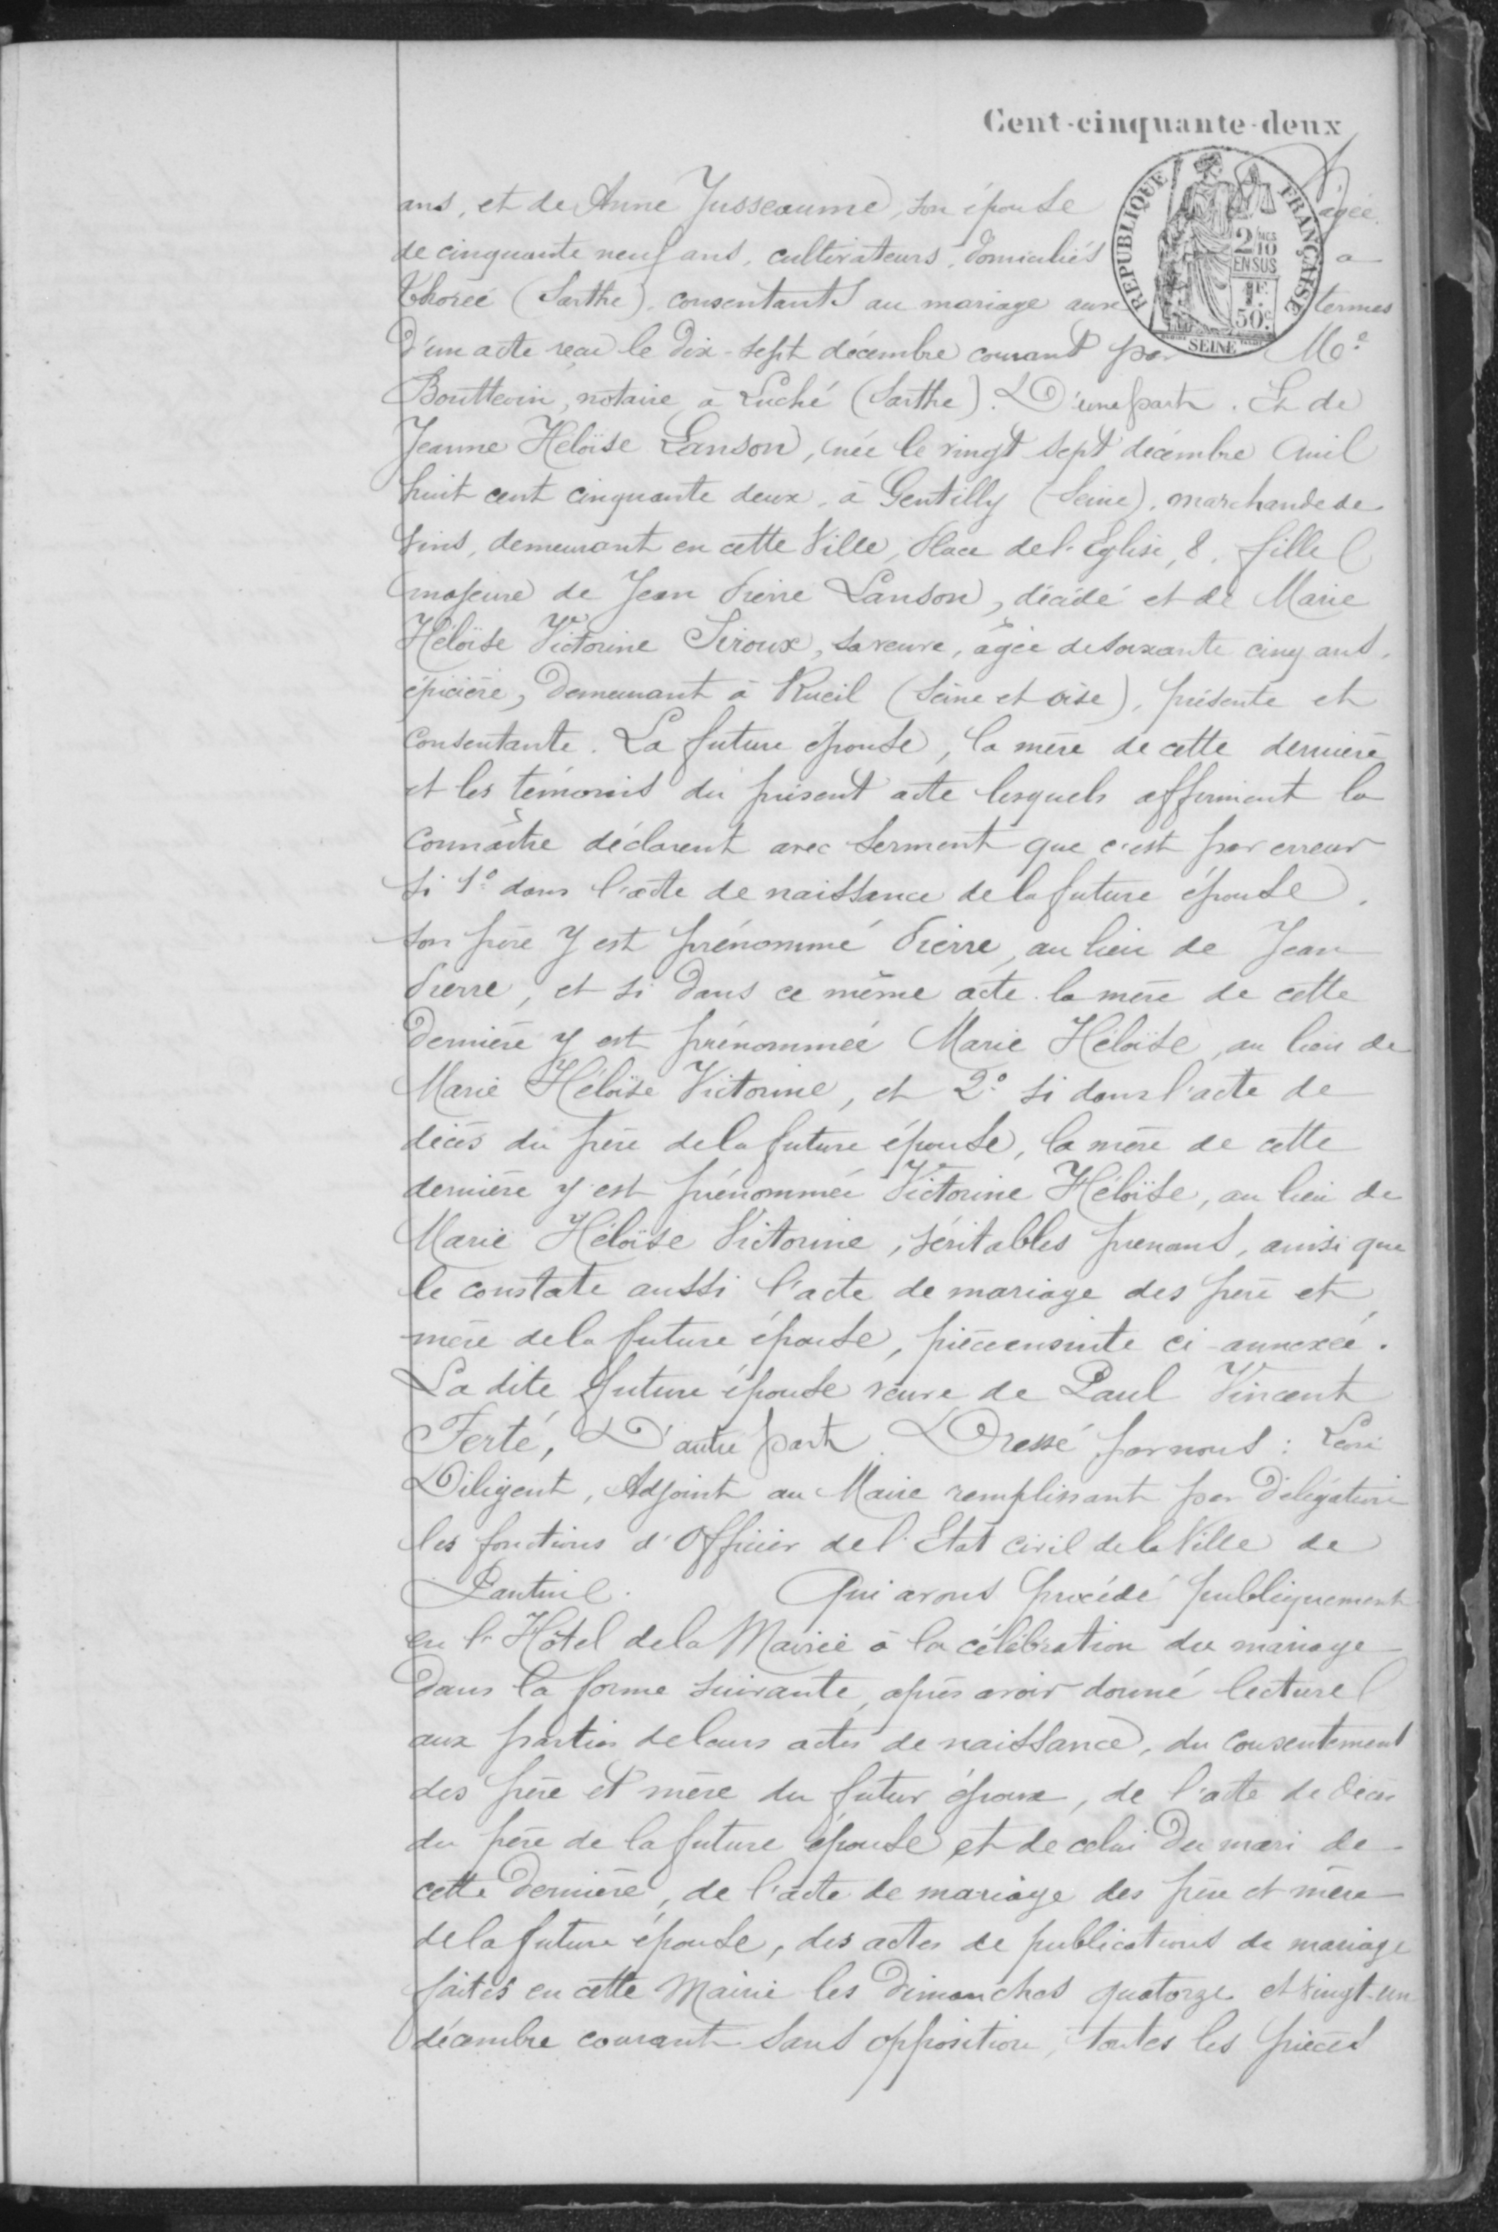 Cent-cinquante-deux
ans, et de Anne Jusseaume, son épouse âgée
de cinquante neuf ans, cultivateurs, domiciliés à
Thorée (Sarthe), consentants au mariage aux termes
d'un acte reçu le dix-sept décembre courant par Me
notaire à Luché (Sarthe). D'une part. Et de
Jeanne Héloïse Lanson, née le vingt sept décembre mil
huit cent cinquante deux, à Gentilly (Seine), marchande de
vins, demeurant en cette Ville, Place de l'Eglise, 8, fille
majeure de Jean Pierre Lanson, décédé et de Marie
Héloïse Victorine Siroux, sa veuve, âgée de soixante cinq ans,
épicière, demeurant à Rueil (Seine et Oise), présente et
consentante. La future épouse, la mère de cette dernière
et les témoins du présent acte lesquels affirment la
connaître déclarent avec serment que c'est par erreur
si 1o dans l'acte de naissance de la future épouse,
son père y est prénommé Pierre, au lieu de Jean
Pierre, et si dans ce même acte la mère de cette
dernière y est prénommée Marie Héloïse, au lieu de
Marie Héloïse Victorine, et 2o si dans l'acte de
décès du père de la future épouse, la mère de cette
dernière y est prénommée Victorine Héloïse, au lieu de
Marie Héloïse Victorine, véritables prénoms, ainsi que
le constate aussi l'acte de mariage des père et
mère de la future épouse, pièce ensuite ci-annexée.
La dite future épouse veuve de Paul Vincent
Ferté, D'autre part. Dressé par nous :
Diligent, Adjoint au Maire remplissant par délégation
les fonctions d'Officier de l'Etat civil de la Ville de
Pantin. Qui avons procédé publiquement
en l'Hôtel de la Mairie à la célébration du mariage
dans la forme suivante, après avoir donné lecture
aux parties de leurs actes de naissance, du consentement
des père et mère du futur époux, de l'acte de décès
du père de la future épouse et de celui du mari de
cette dernière, de l'acte de mariage des père et mère
de la future épouse, des actes de publications de mariage
faites en cette Mairie les dimanches quatorze et vingt-un
décembre courant sans opposition, toutes les pièces
REPUBLIQUE FRANÇAISE
2/10
EN SUS
1F.
50c.
SEINE